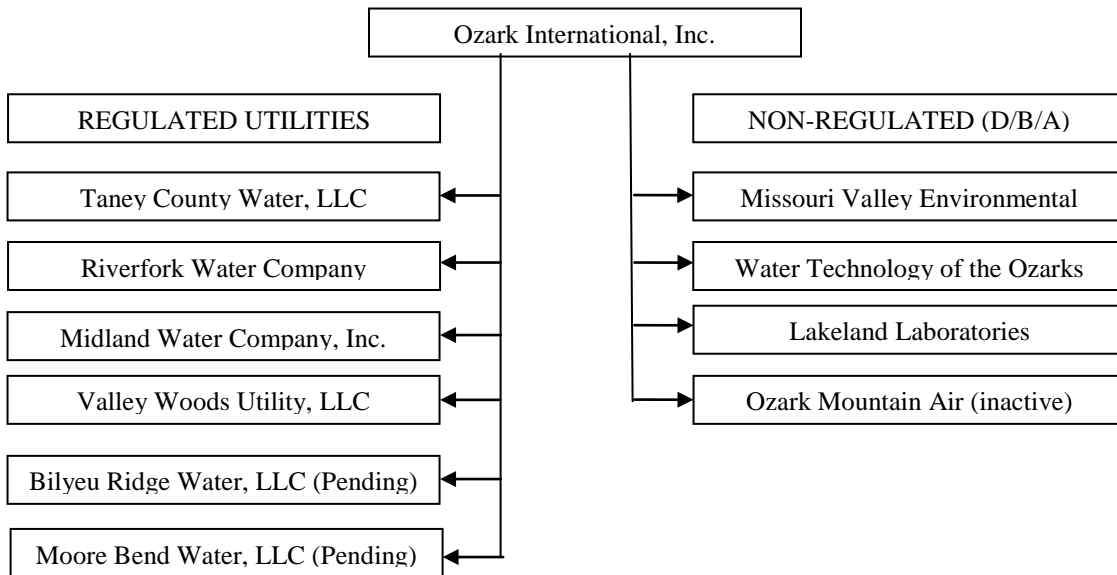 Ozark International, Inc.
REGULATED UTILITIES
Taney County Water, LLC
Riverfork Water Company
Midland Water Company, Inc.
Valley Woods Utility, LLC
Bilyeu Ridge Water, LLC (Pending)
Moore Bend Water, LLC (Pending)
NON-REGULATED (D/B/A)
Missouri Valley Environmental
Water Technology of the Ozarks
Lakeland Laboratories
Ozark Mountain Air (inactive)